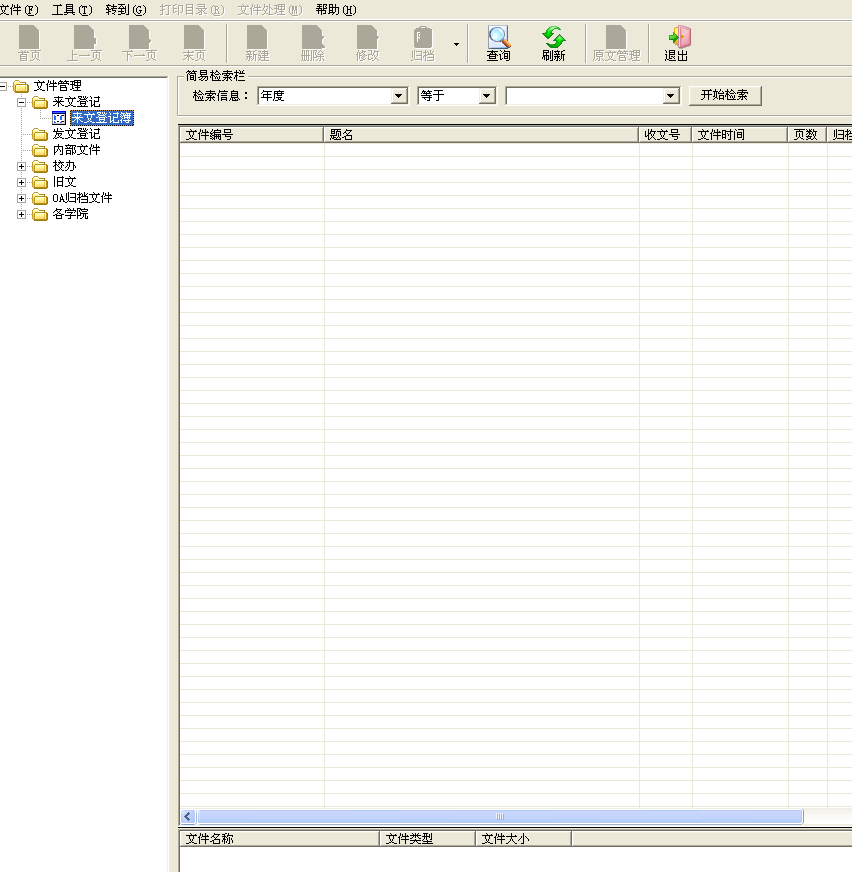 文件(F) 工具(T) 转到(G) 打印目录(R) 文件处理(M) 帮助(H)
首页 上一页 下一页 末页 新建 删除 修改 归档 查询 刷新 原文管理 退出
文件管理
来文登记
来文登记簿
发文登记
内部文件
校办
旧文
OA归档文件
各学院
简易检索栏
检索信息： 年度 等于 开始检索
文件编号 题名 收文号 文件时间 页数 归档
文件名称 文件类型 文件大小